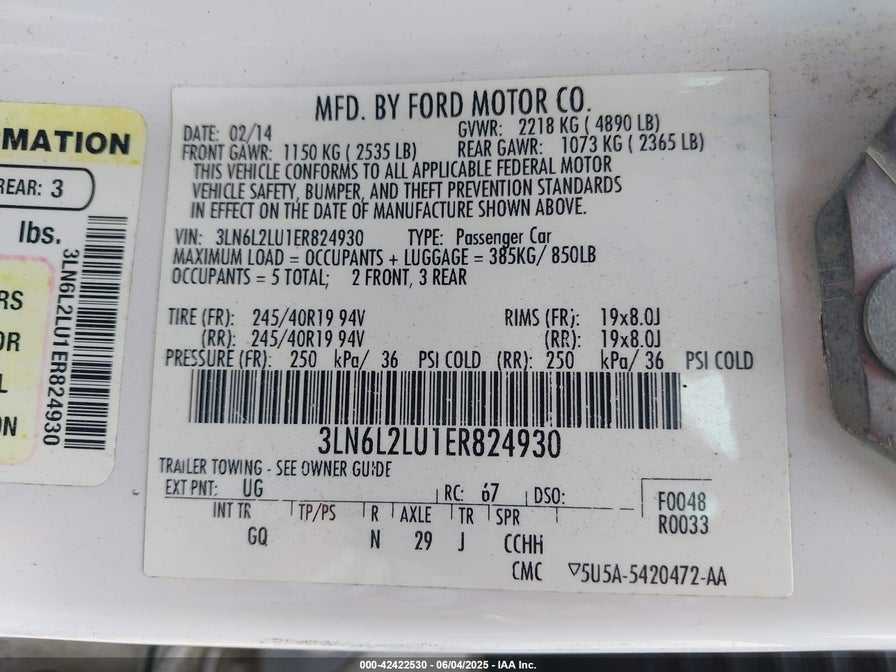 RMATION
REAR: 3
lbs.
3LN6L2LU1ER824930
RS
OR
L
ON
MFD. BY FORD MOTOR CO.
DATE: 02/14 GVWR: 2218 KG ( 4890 LB)
FRONT GAWR: 1150 KG ( 2535 LB) REAR GAWR: 1073 KG ( 2365 LB)
THIS VEHICLE CONFORMS TO ALL APPLICABLE FEDERAL MOTOR
VEHICLE SAFETY, BUMPER, AND THEFT PREVENTION STANDARDS
IN EFFECT ON THE DATE OF MANUFACTURE SHOWN ABOVE.
VIN: 3LN6L2LU1ER824930 TYPE: Passenger Car
MAXIMUM LOAD = OCCUPANTS + LUGGAGE = 385KG/ 850LB
OCCUPANTS = 5 TOTAL; 2 FRONT, 3 REAR
TIRE (FR): 245/40R19 94V RIMS (FR): 19x8.0J
(RR): 245/40R19 94V (RR): 19x8.0J
PRESSURE (FR): 250 kPa/ 36 PSI COLD (RR): 250 kPa/ 36 PSI COLD
3LN6L2LU1ER824930
TRAILER TOWING - SEE OWNER GUIDE
EXT PNT: UG RC: 67 DSO: F0048
INT TR TP/PS R AXLE TR SPR R0033
GQ N 29 J CCHH
CMC ▽5U5A-5420472-AA
000-42422530 - 06/04/2025 - IAA Inc.